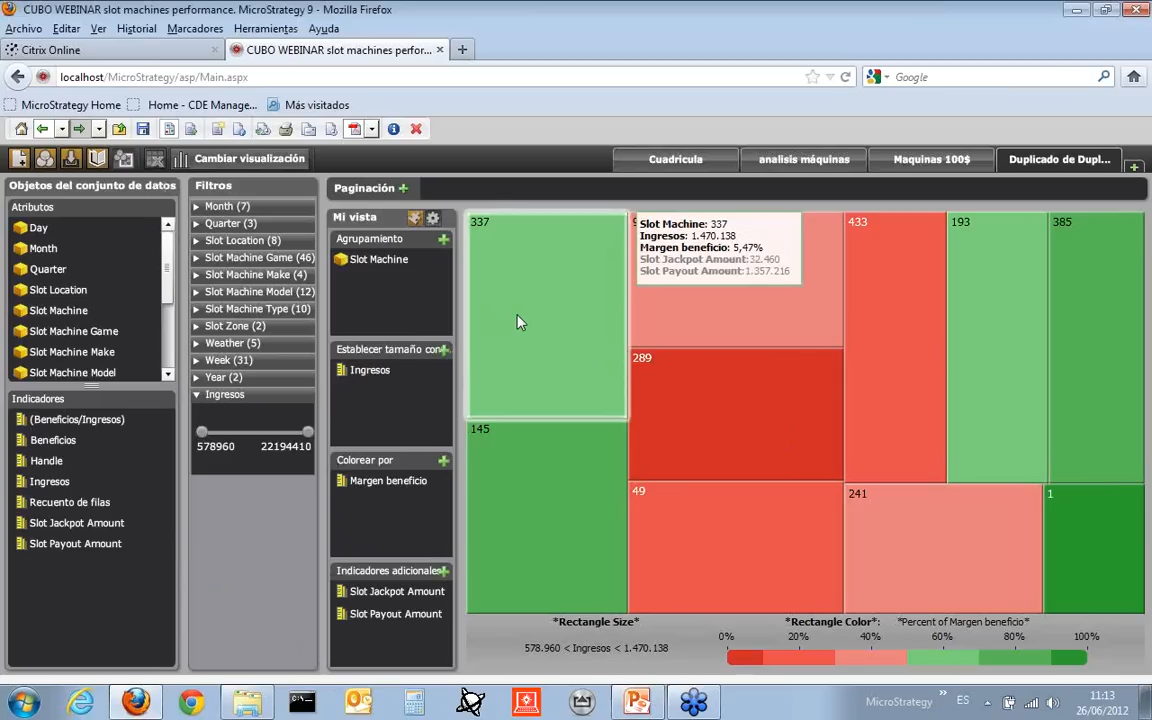 CUBO WEBINAR slot machines performance. MicroStrategy 9 - Mozilla Firefox
Archivo Editar Ver Historial Marcadores Herramientas Ayuda
Citrix Online
CUBO WEBINAR slot machines perfor...
localhost/MicroStrategy/asp/Main.aspx
Google
MicroStrategy Home
Home - CDE Manage...
Más visitados
Cambiar visualización
Cuadricula
analisis máquinas
Maquinas 100$
Duplicado de Dupl...
Objetos del conjunto de datos
Atributos
Day
Month
Quarter
Slot Location
Slot Machine
Slot Machine Game
Slot Machine Make
Slot Machine Model
Indicadores
(Beneficios/Ingresos)
Beneficios
Handle
Ingresos
Recuento de filas
Slot Jackpot Amount
Slot Payout Amount
Filtros
Month (7)
Quarter (3)
Slot Location (8)
Slot Machine Game (46)
Slot Machine Make (4)
Slot Machine Model (12)
Slot Machine Type (10)
Slot Zone (2)
Weather (5)
Week (31)
Year (2)
Ingresos
578960 22194410
Paginación
Mi vista
Agrupamiento
Slot Machine
Establecer tamaño con
Ingresos
Colorear por
Margen beneficio
Indicadores adicionales
Slot Jackpot Amount
Slot Payout Amount
337
Slot Machine: 337
Ingresos: 1.470.138
Margen beneficio: 5,47%
Slot Jackpot Amount:32.460
Slot Payout Amount:1.357.216
433
193
385
289
145
49
241
1
*Rectangle Size*
578.960 < Ingresos < 1.470.138
*Rectangle Color*: *Percent of Margen beneficio*
0% 20% 40% 60% 80% 100%
MicroStrategy
ES
11:13
26/06/2012